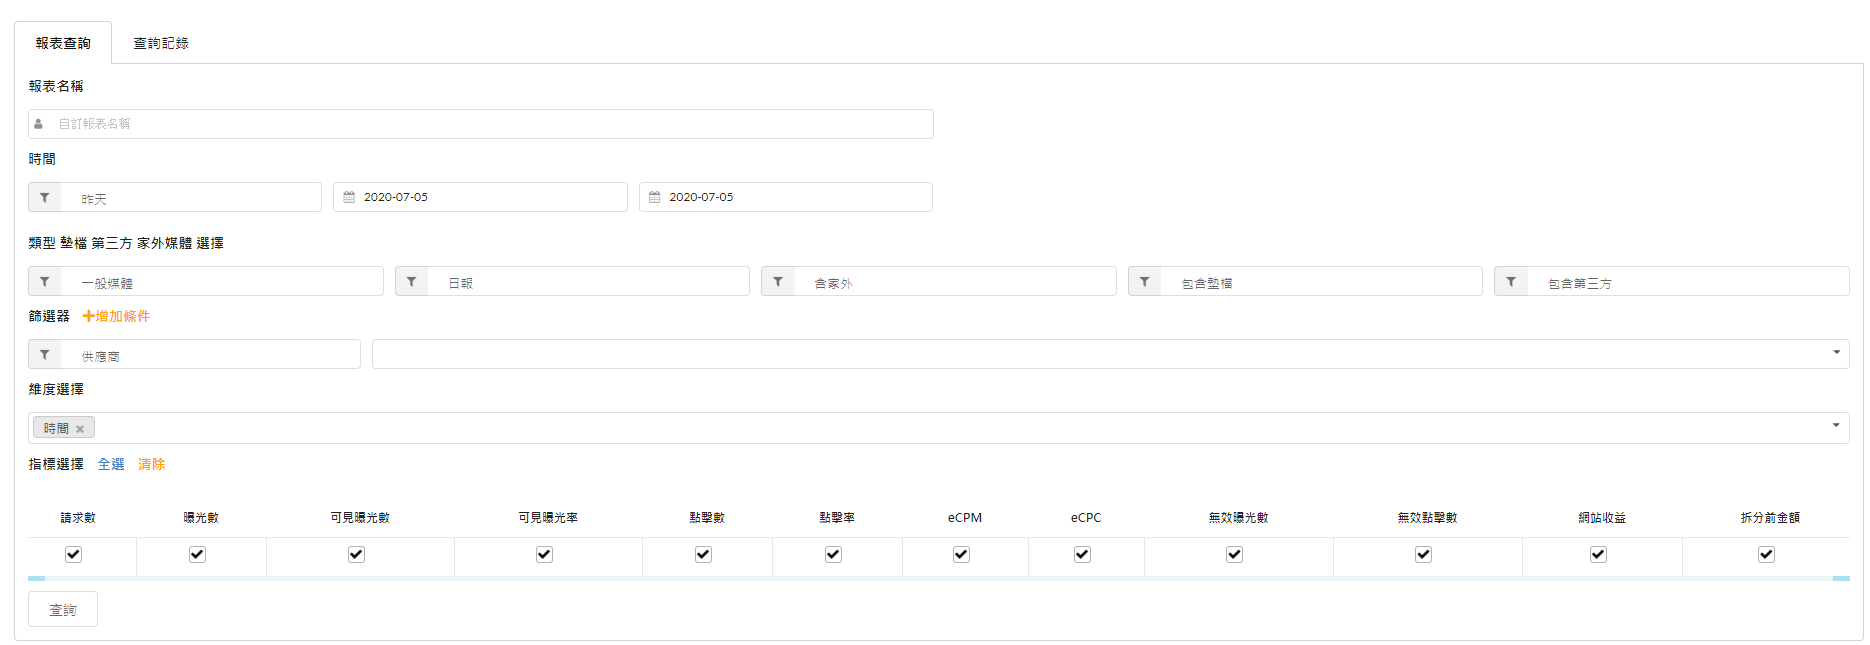 報表查詢 查詢記錄
報表名稱
自訂報表名稱
時間
昨天 2020-07-05 2020-07-05
類型 墊檔 第三方 家外媒體 選擇
一般媒體 日報 含家外 包含墊檔 包含第三方
篩選器 +增加條件
供應商
維度選擇
時間 ×
指標選擇 全選 清除
請求數 曝光數 可見曝光數 可見曝光率 點擊數 點擊率 eCPM eCPC 無效曝光數 無效點擊數 網站收益 拆分前金額
查詢